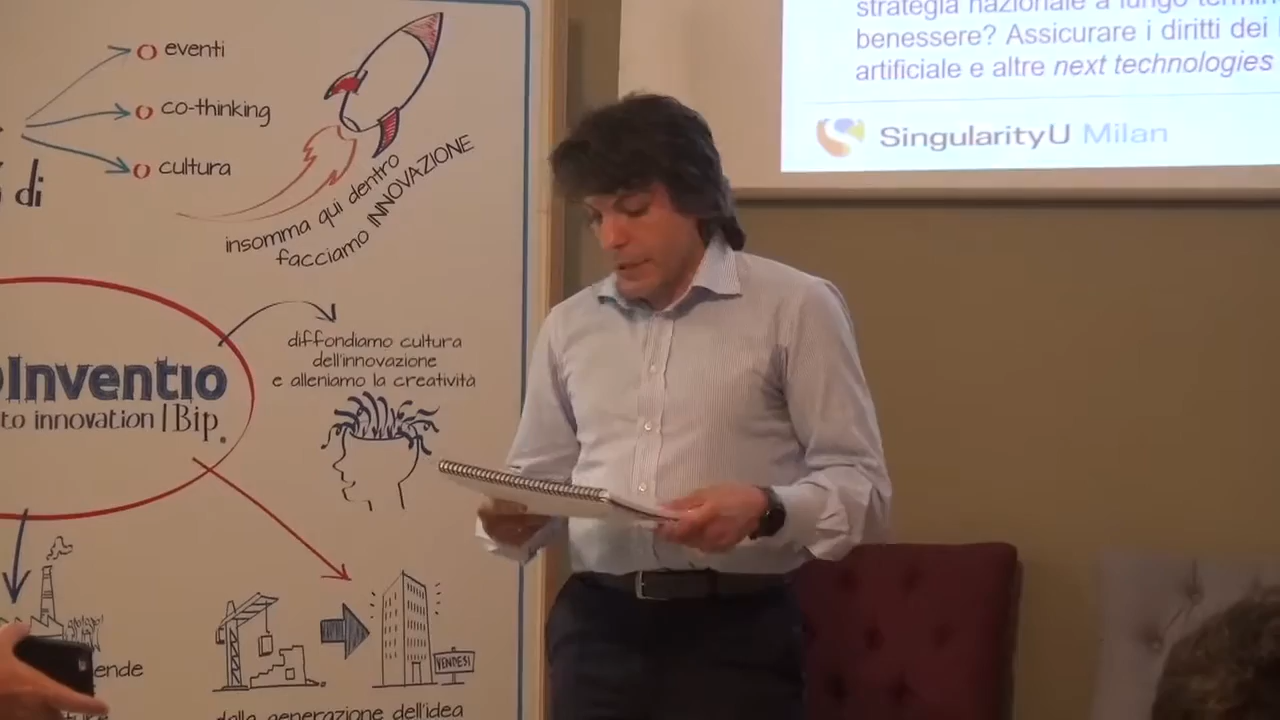 eventi
co-thinking
cultura
di
insomma qui dentro
facciamo INNOVAZIONE
Inventio
to innovation | Bip.
diffondiamo cultura
dell'innovazione
e alleniamo la creatività
VENDESI
dalla generazione dell'idea
strategia nazionale a lungo
benessere? Assicurare i diritti dei
artificiale e altre next technologies
SingularityU Milan